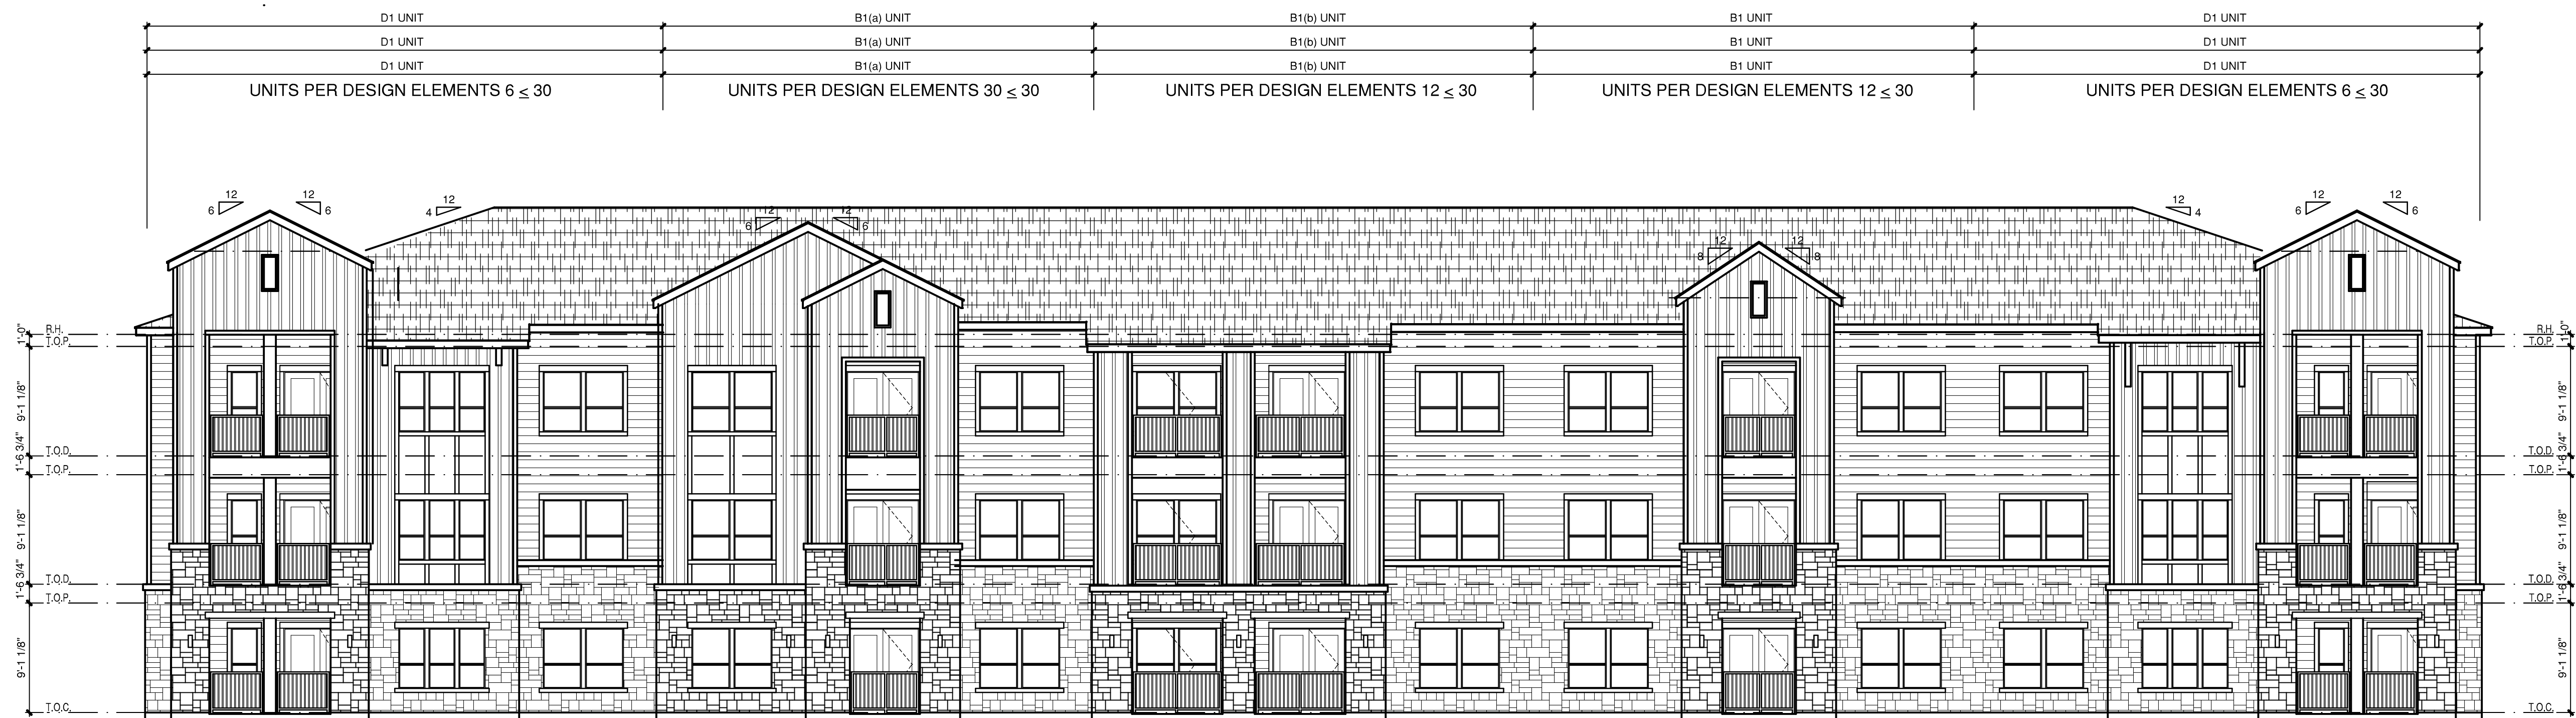 D1 UNIT B1(a) UNIT B1(b) UNIT B1 UNIT D1 UNIT
D1 UNIT B1(a) UNIT B1(b) UNIT B1 UNIT D1 UNIT
D1 UNIT B1(a) UNIT B1(b) UNIT B1 UNIT D1 UNIT
UNITS PER DESIGN ELEMENTS 6 ≤ 30 UNITS PER DESIGN ELEMENTS 30 ≤ 30 UNITS PER DESIGN ELEMENTS 12 ≤ 30 UNITS PER DESIGN ELEMENTS 12 ≤ 30 UNITS PER DESIGN ELEMENTS 6 ≤ 30
12 12 12 12 12 12
6 6 4 4 6 6
12 12
6 6
12 12
8 8
1'-0" R.H. R.H. 1'-0"
T.O.P. T.O.P.
9'-1 1/8" 9'-1 1/8"
T.O.D. T.O.D.
1'-6 3/4" 1'-6 3/4"
T.O.P. T.O.P.
9'-1 1/8" 9'-1 1/8"
T.O.D. T.O.D.
1'-6 3/4" 1'-6 3/4"
T.O.P. T.O.P.
9'-1 1/8" 9'-1 1/8"
T.O.C. T.O.C.